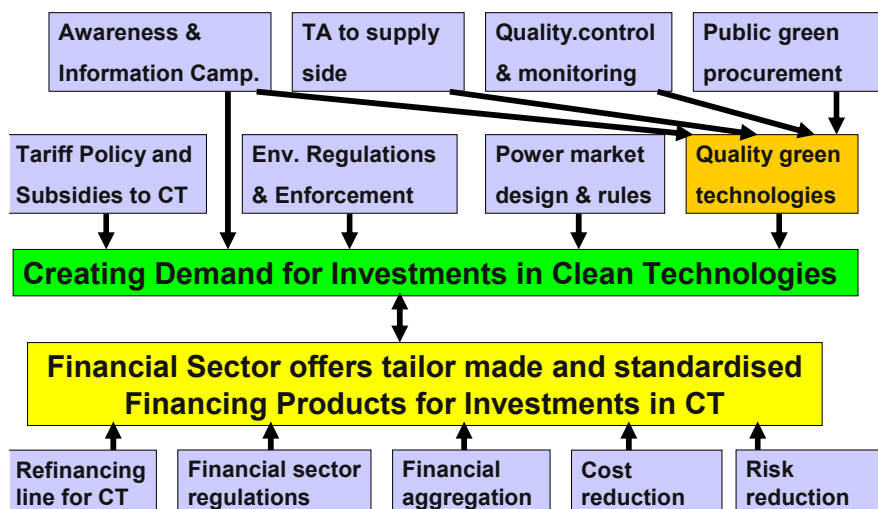 Awareness &
Information Camp.
TA to supply
side
Quality.control
& monitoring
Public green
procurement
Tariff Policy and
Subsidies to CT
Env. Regulations
& Enforcement
Power market
design & rules
Quality green
technologies
Creating Demand for Investments in Clean Technologies
Financial Sector offers tailor made and standardised
Financing Products for Investments in CT
Refinancing
line for CT
Financial sector
regulations
Financial
aggregation
Cost
reduction
Risk
reduction